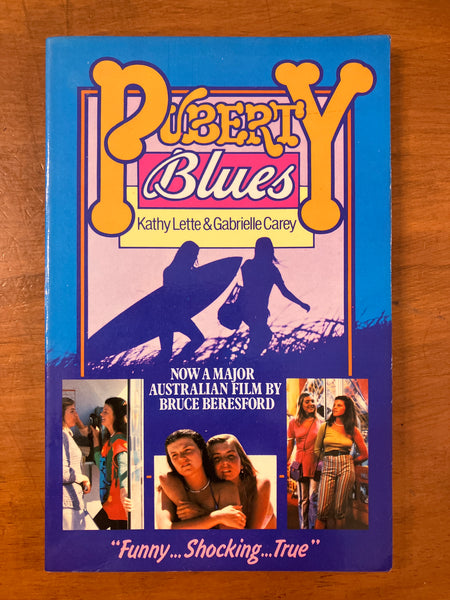 PUBERTY
Blues
Kathy Lette & Gabrielle Carey
NOW A MAJOR
AUSTRALIAN FILM BY
BRUCE BERESFORD
"Funny...Shocking...True"